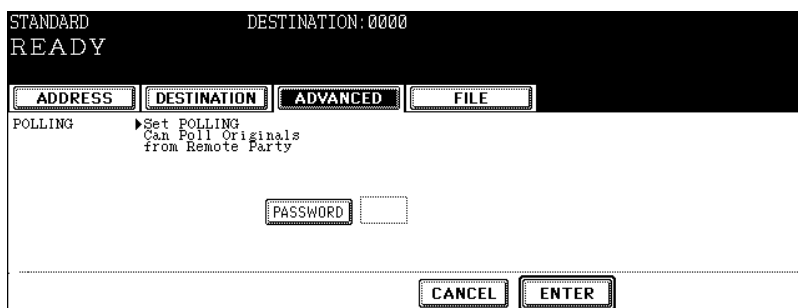 STANDARD DESTINATION:0000
READY
ADDRESS DESTINATION ADVANCED FILE
POLLING ▶Set POLLING
Can Poll Originals
from Remote Party
PASSWORD
CANCEL ENTER